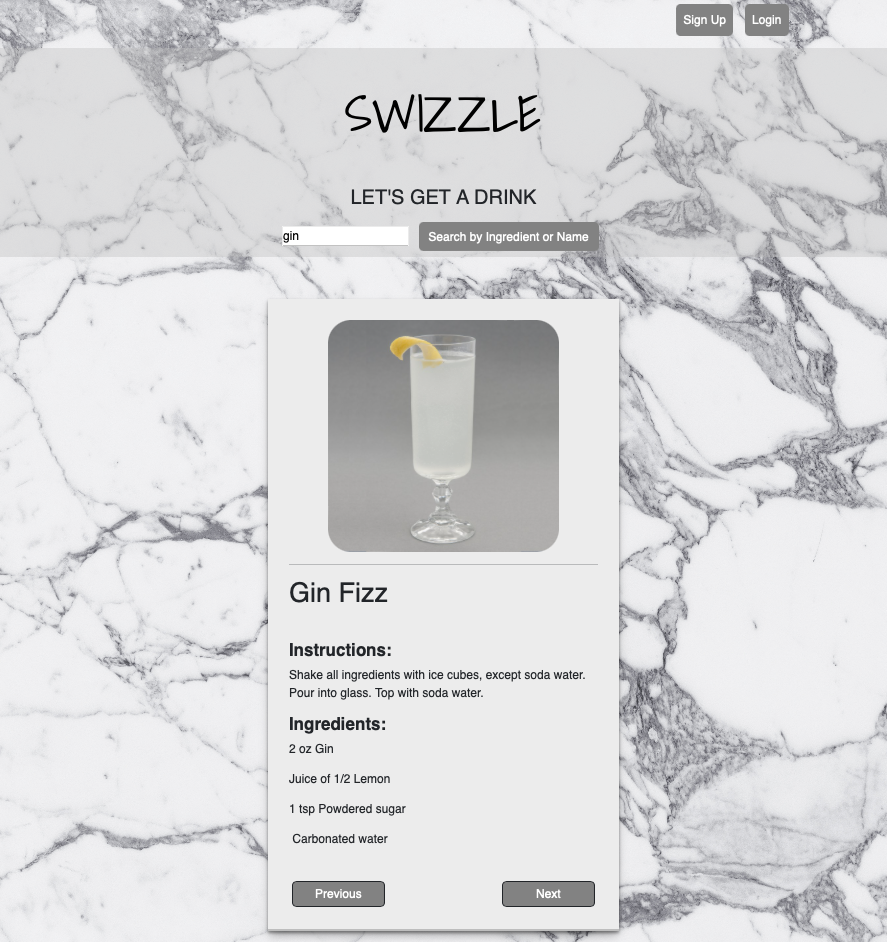 Sign Up Login
SWIZZLE
LET'S GET A DRINK
gin Search by Ingredient or Name
Gin Fizz
Instructions:
Shake all ingredients with ice cubes, except soda water.
Pour into glass. Top with soda water.
Ingredients:
2 oz Gin
Juice of 1/2 Lemon
1 tsp Powdered sugar
Carbonated water
Previous Next